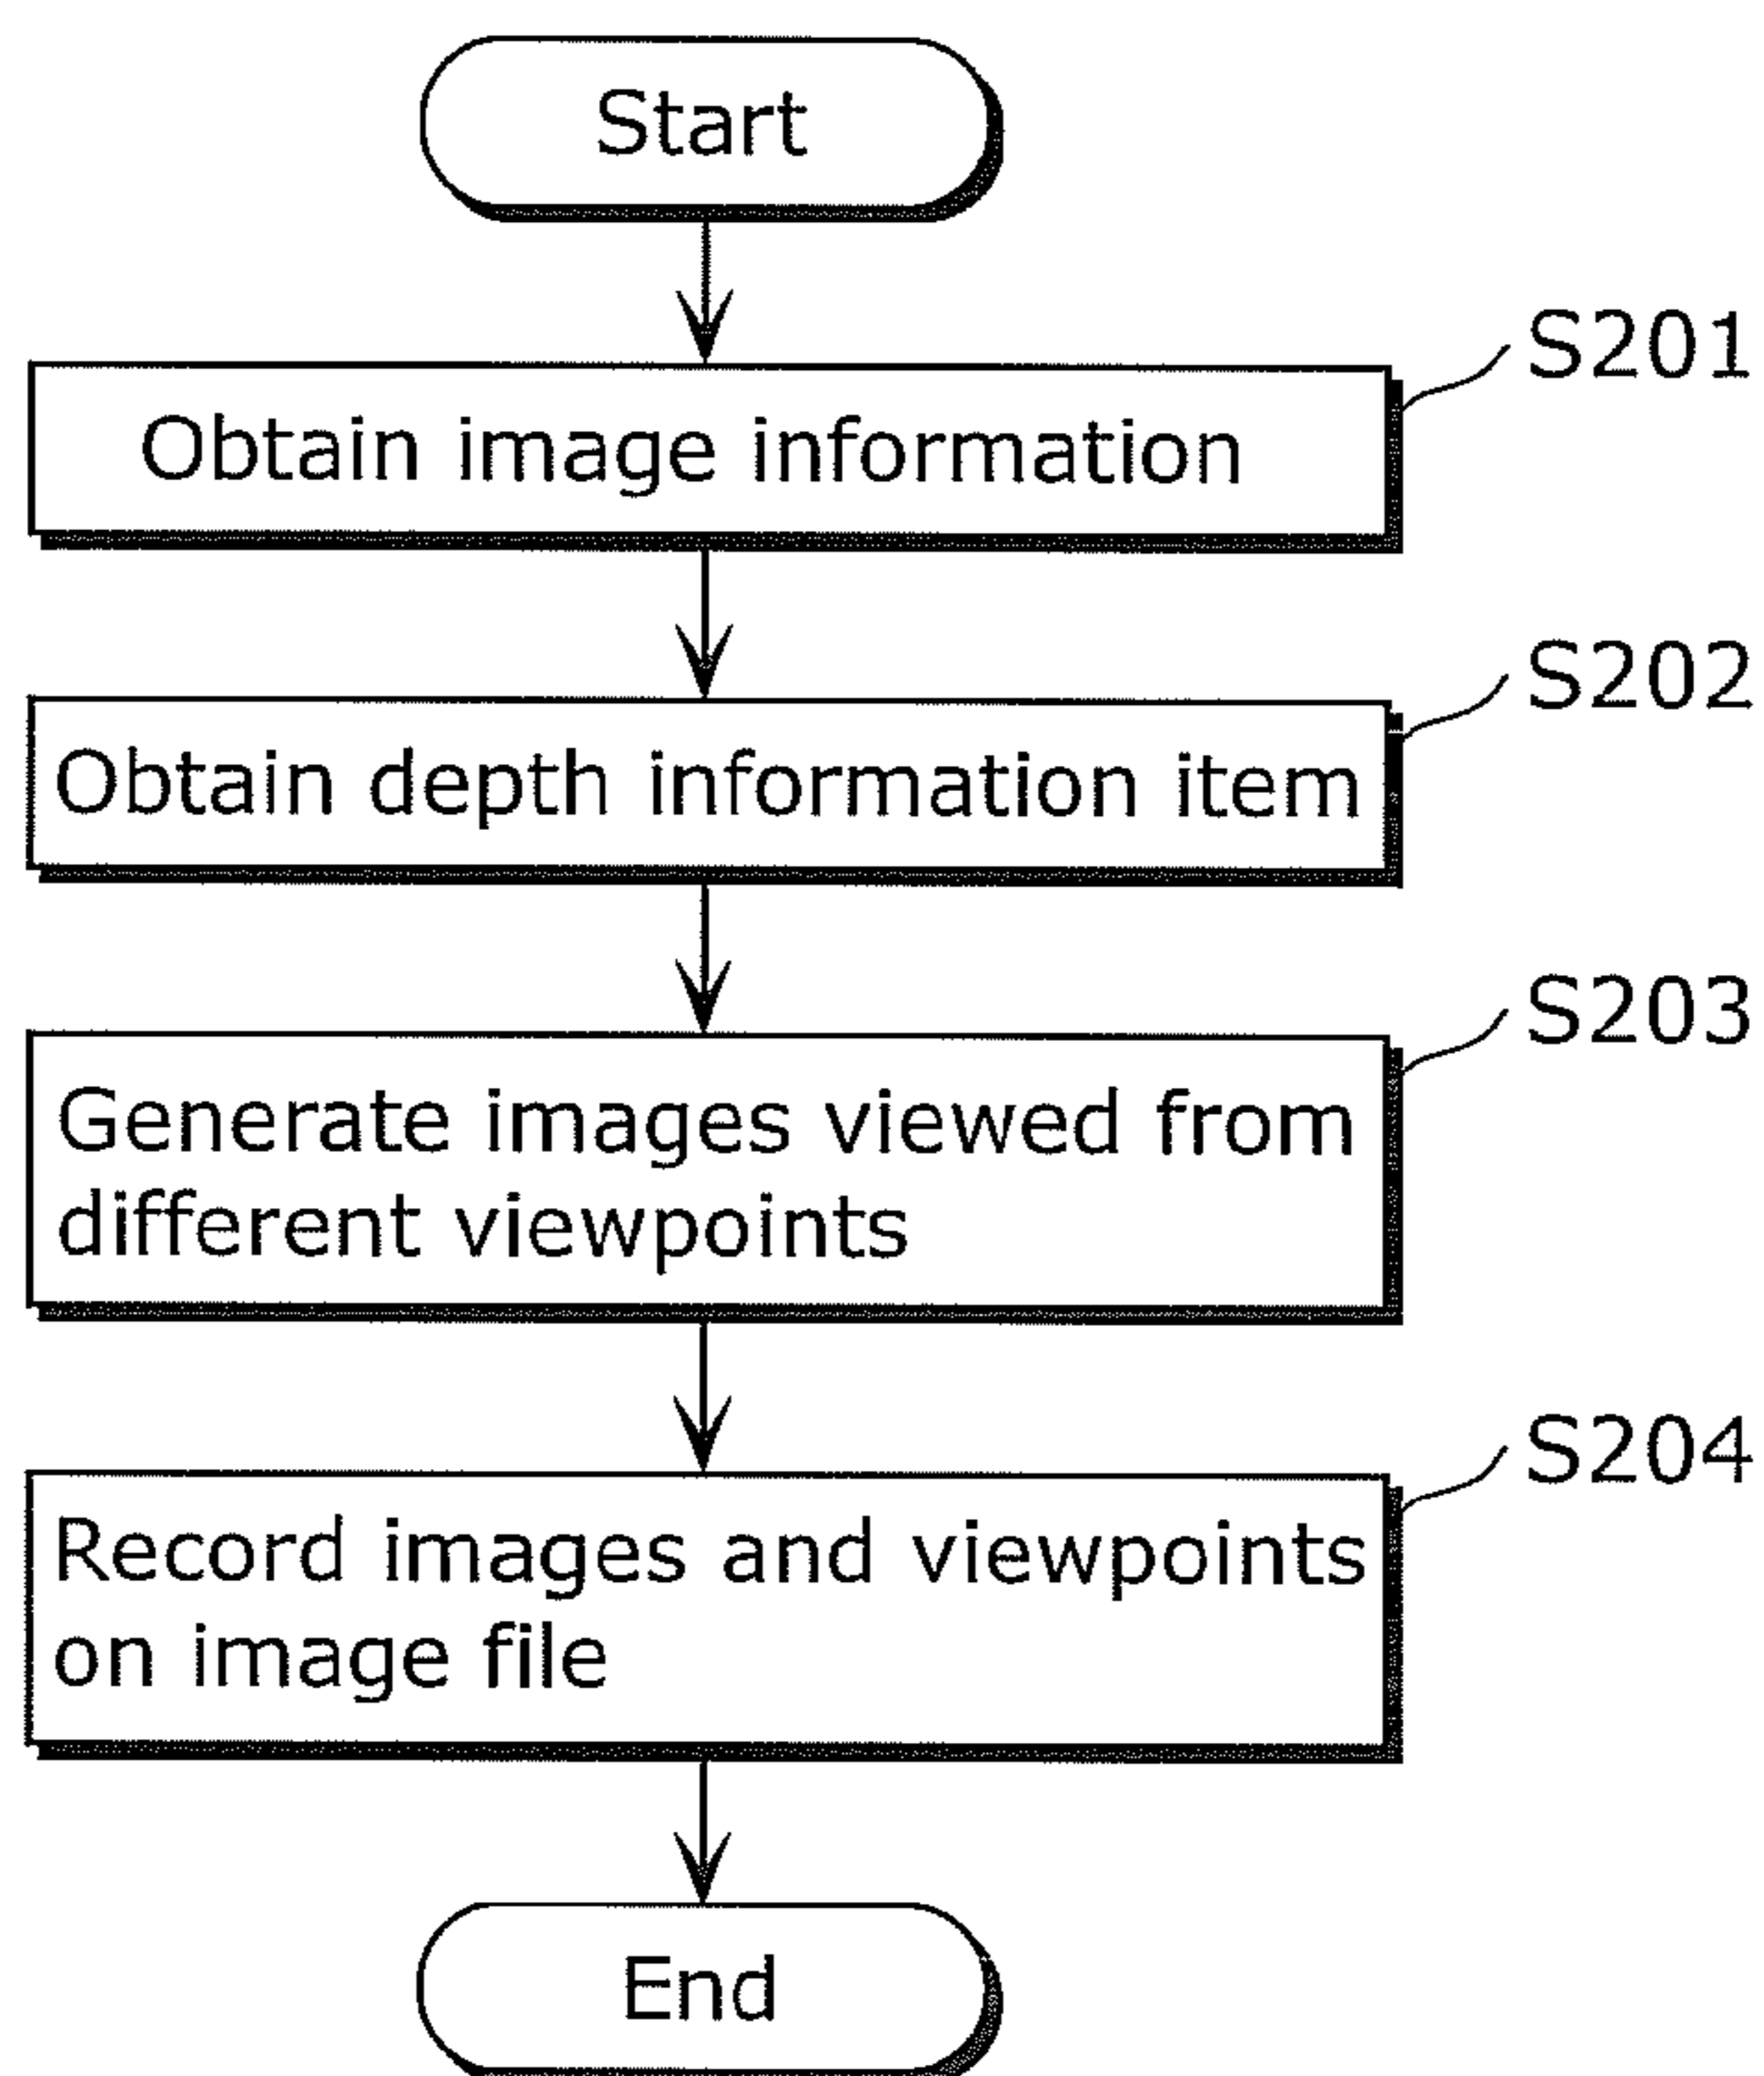 Start
S201
Obtain image information
S202
Obtain depth information item
S203
Generate images viewed from
different viewpoints
S204
Record images and viewpoints
on image file
End